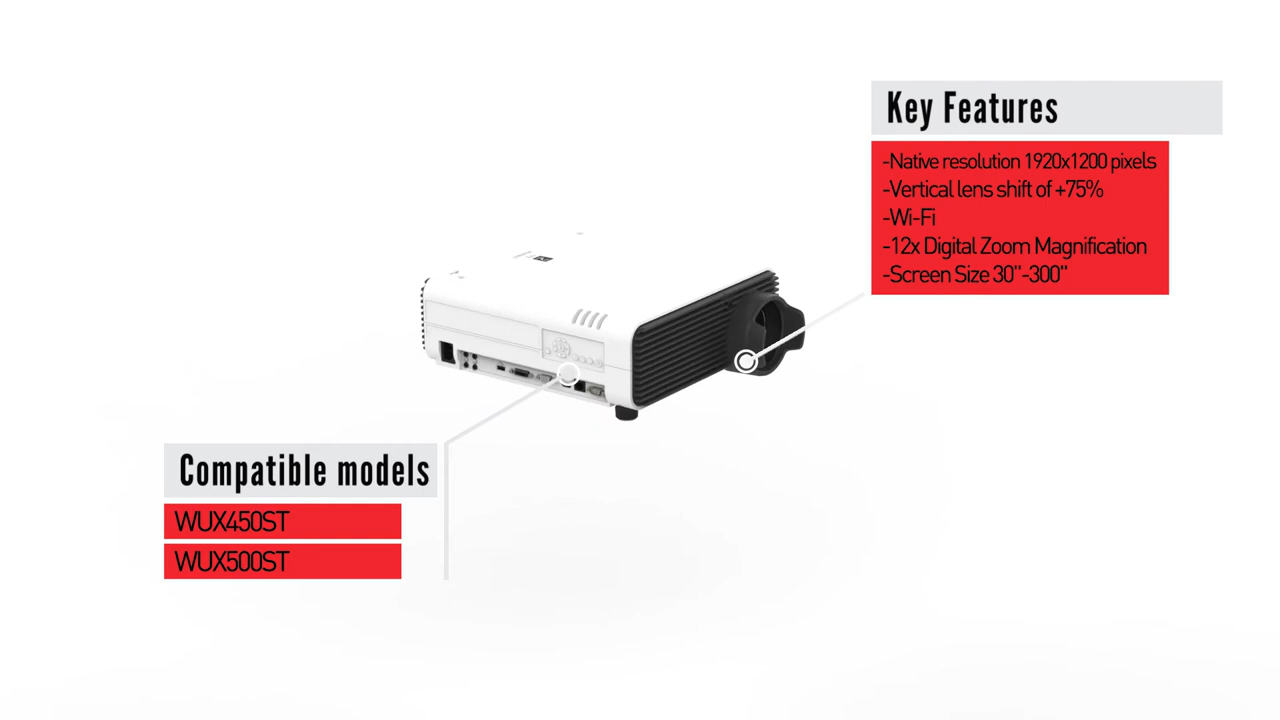 Key Features
-Native resolution 1920x1200 pixels
-Vertical lens shift of +75%
-Wi-Fi
-12x Digital Zoom Magnification
-Screen Size 30"-300"
Compatible models
WUX450ST
WUX500ST